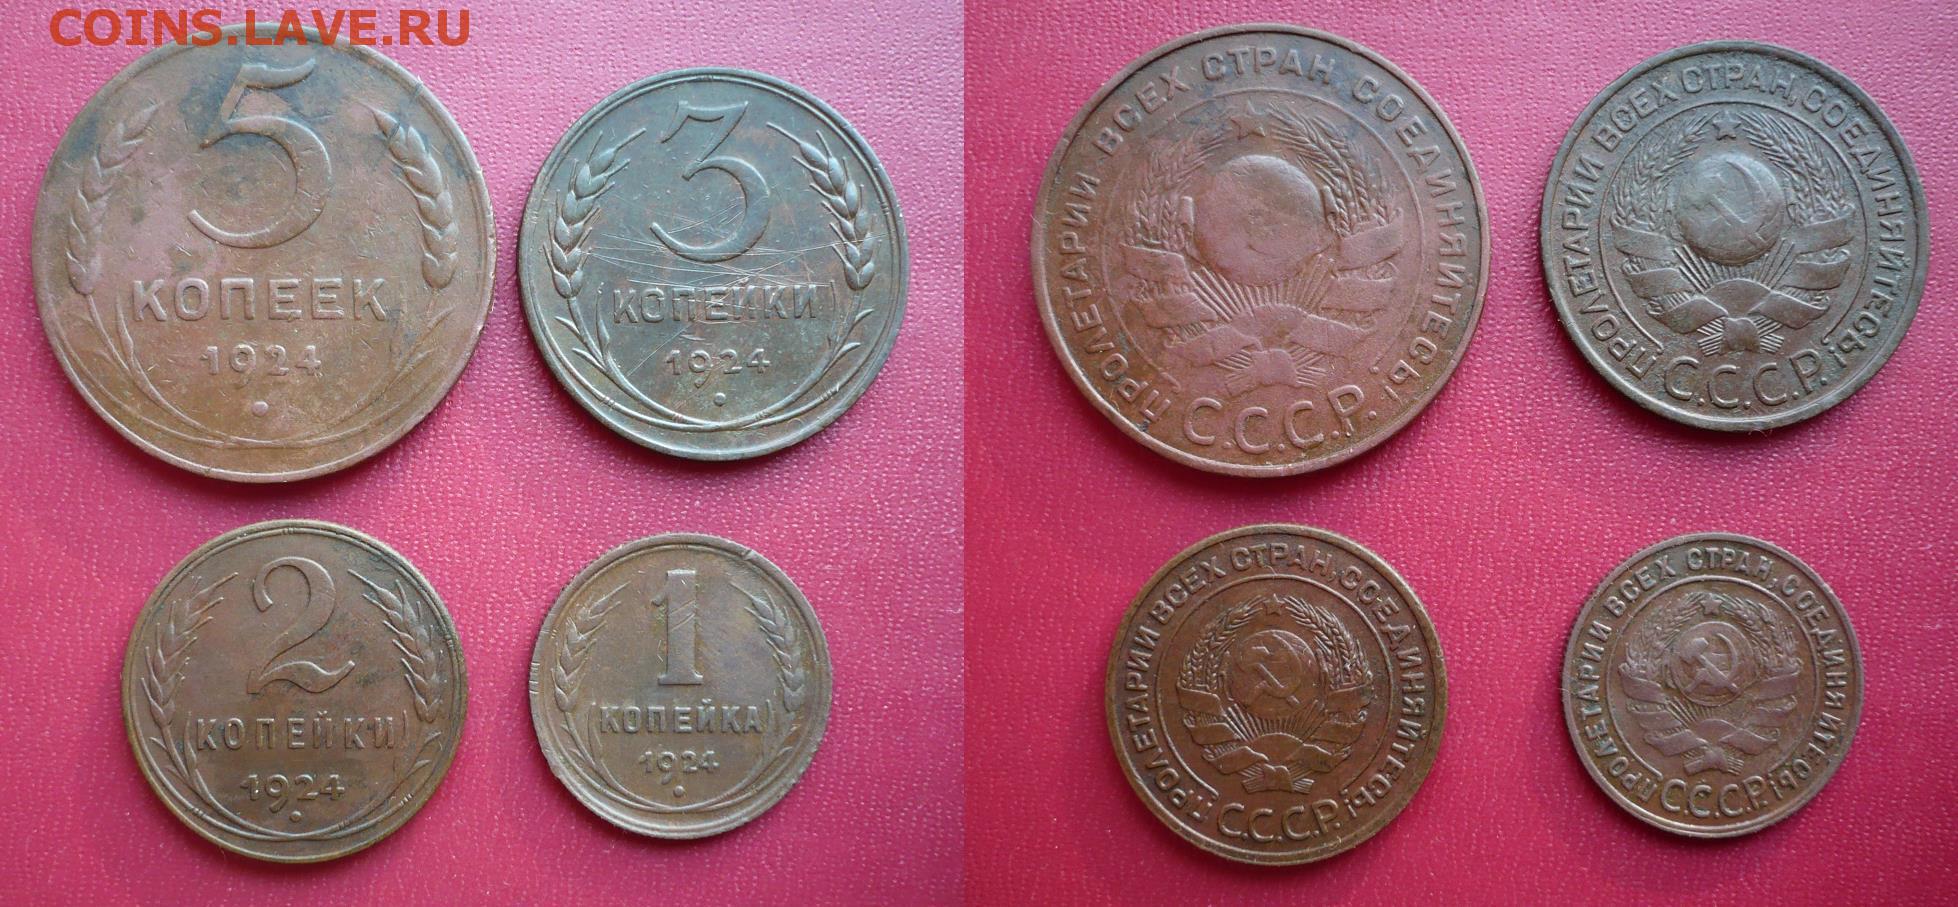 COINS.LAVE.RU
5
КОПЕЕК
1924
3
КОПЕЙКИ
1924
2
КОПЕЙКИ
1924
1
КОПЕЙКА
1924
ПРОЛЕТАРИИ ВСЕХ СТРАН, СОЕДИНЯЙТЕСЬ!
С.С.С.Р.
ПРОЛЕТАРИИ ВСЕХ СТРАН, СОЕДИНЯЙТЕСЬ!
С.С.С.Р.
ПРОЛЕТАРИИ ВСЕХ СТРАН, СОЕДИНЯЙТЕСЬ!
С.С.С.Р.
ПРОЛЕТАРИИ ВСЕХ СТРАН, СОЕДИНЯЙТЕСЬ!
С.С.С.Р.